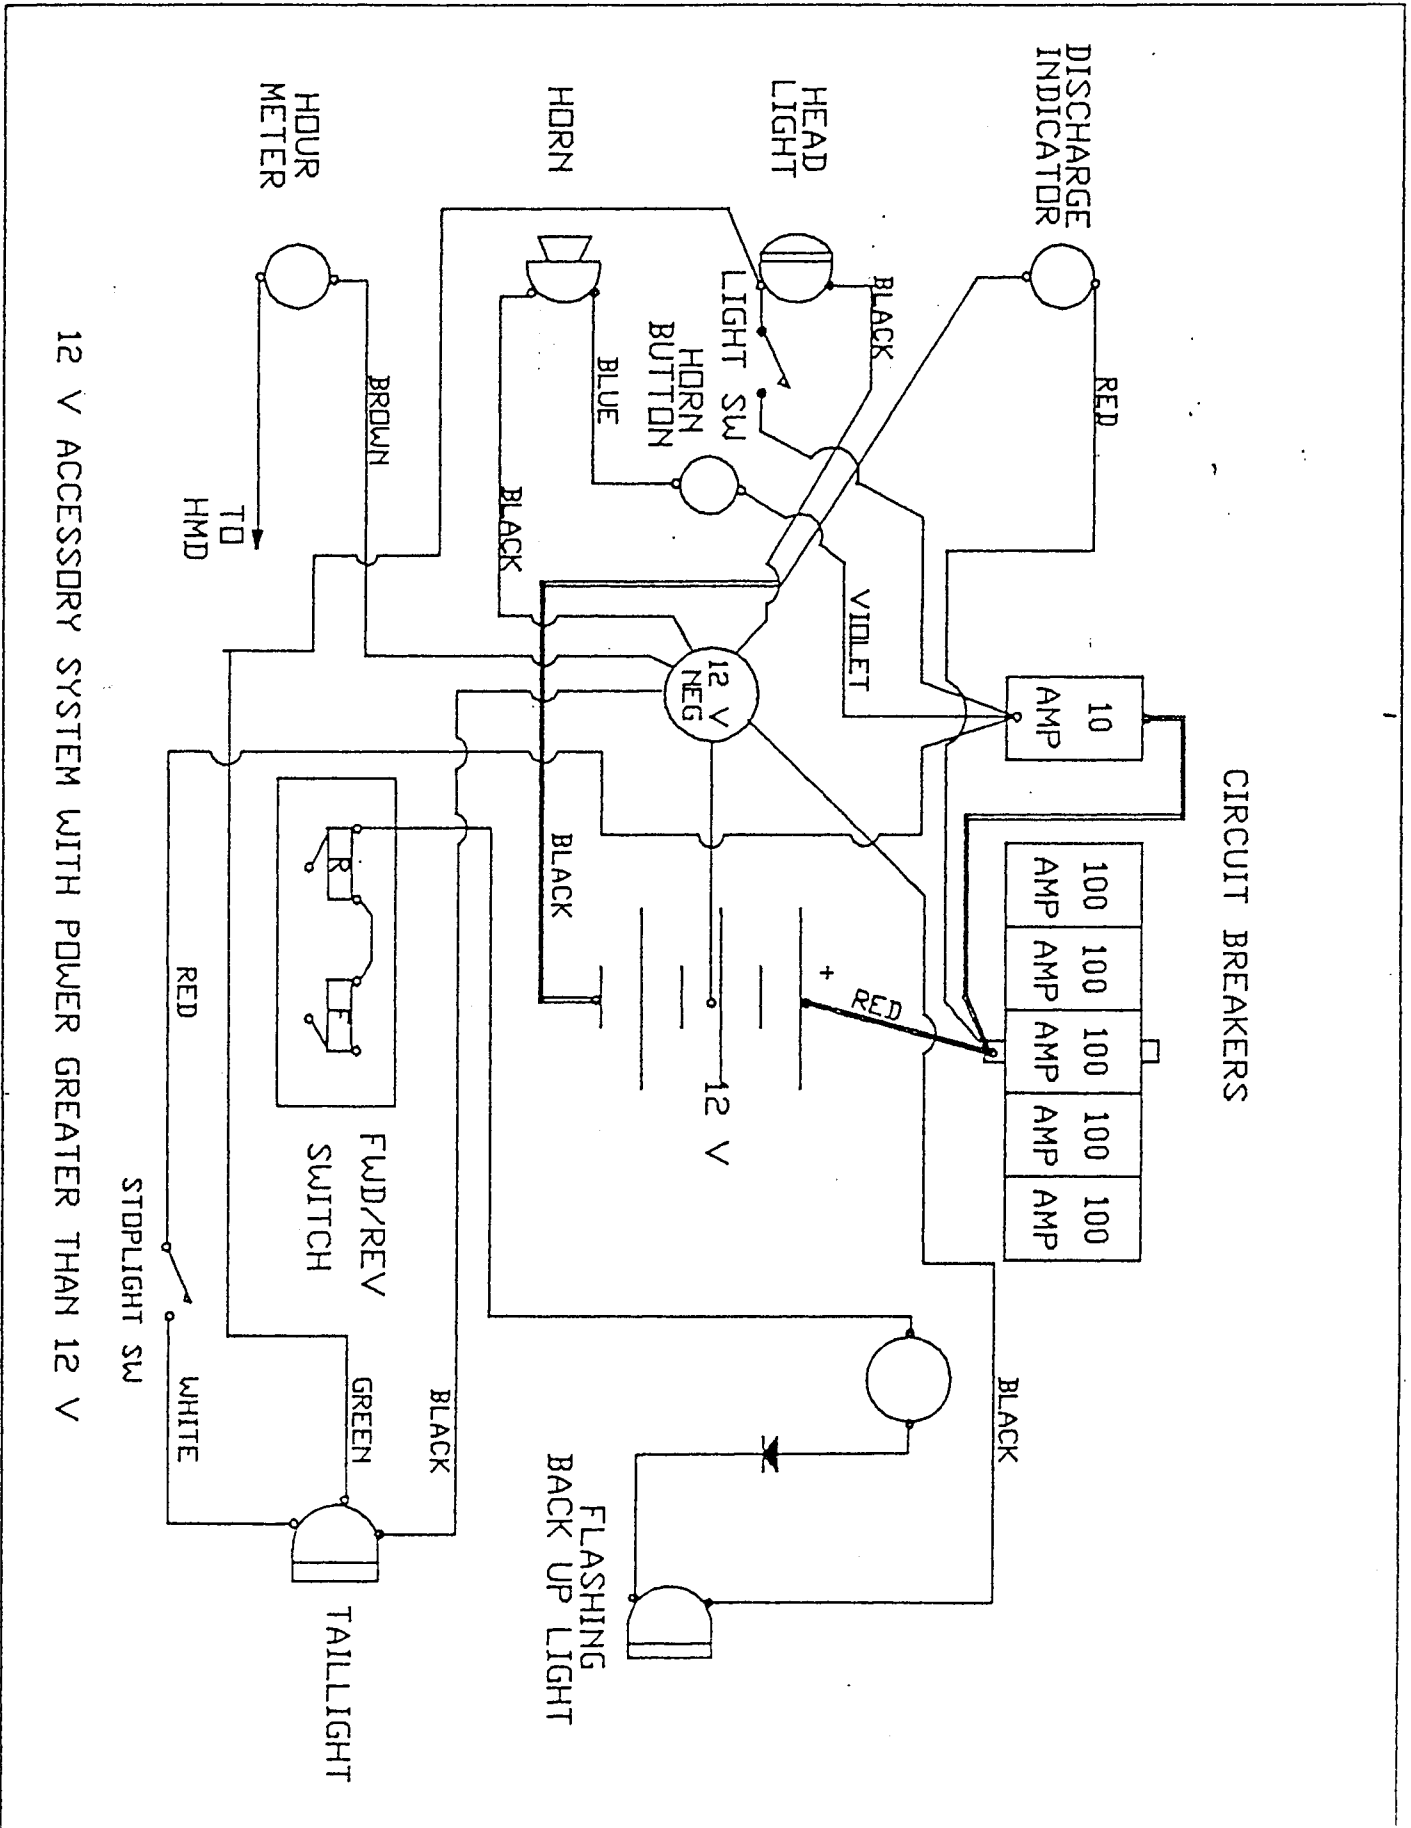 CIRCUIT BREAKERS
DISCHARGE
INDICATOR
RED
10
AMP
100
AMP
100
AMP
100
AMP
100
AMP
100
AMP
HEAD
LIGHT
BLACK
LIGHT SW
HORN
BUTTON
VIOLET
RED
+
12 V
BLACK
HORN
BLUE
BLACK
12 V
NEG
BLACK
FLASHING
BACK UP LIGHT
HOUR
METER
BROWN
TO
HMD
R
F
FWD/REV
SWITCH
BLACK
GREEN
TAILLIGHT
RED
WHITE
STOPLIGHT SW
12 V ACCESSORY SYSTEM WITH POWER GREATER THAN 12 V